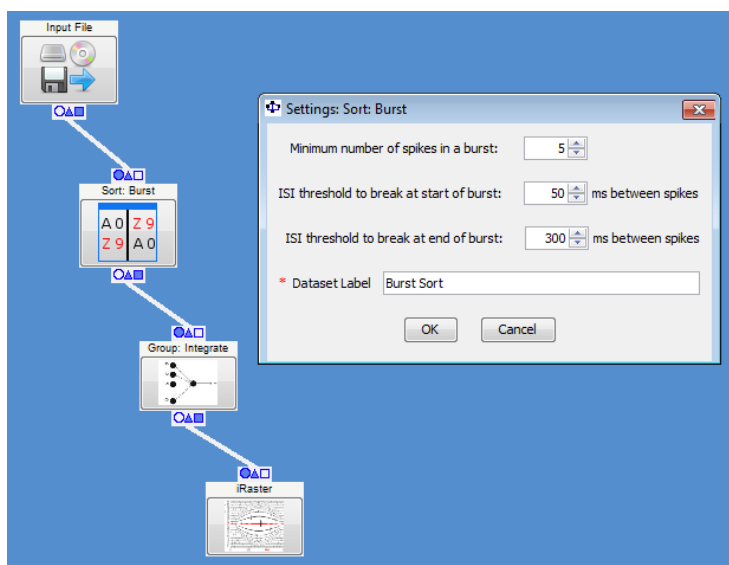 Input File
Sort: Burst
A 0 Z 9
Z 9 A 0
Group: Integrate
iRaster
Settings: Sort: Burst
Minimum number of spikes in a burst: 5
ISI threshold to break at start of burst: 50 ms between spikes
ISI threshold to break at end of burst: 300 ms between spikes
* Dataset Label Burst Sort
OK Cancel